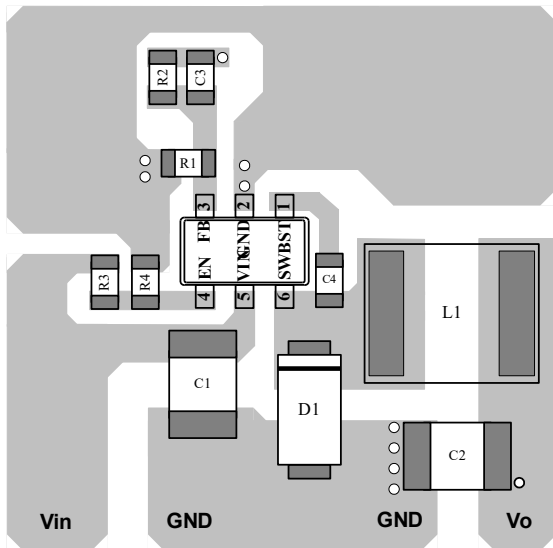 R2 C3
R1
3 2 1
FB GND BST
EN VIN SW
4 5 6
R3 R4 C4
L1
C1
D1
C2
Vin GND GND Vo